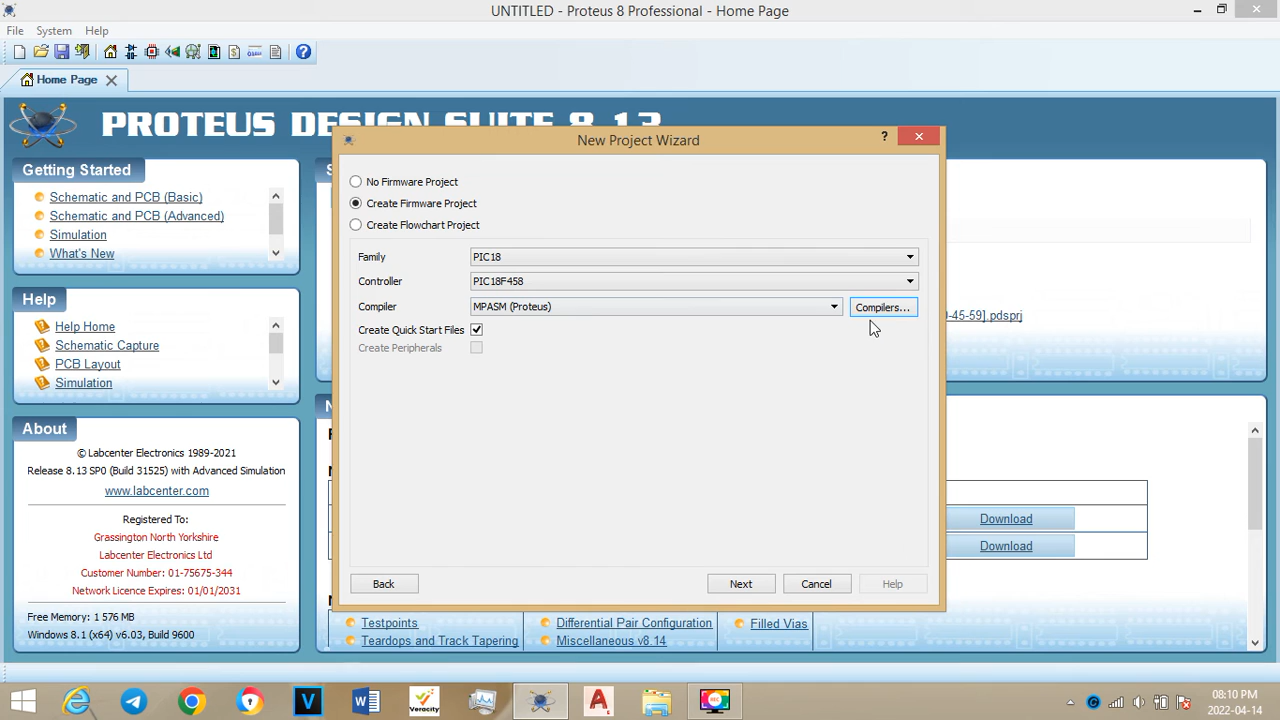 UNTITLED - Proteus 8 Professional - Home Page
File System Help
Home Page
PROTEUS DESIGN SUITE 8.13
Getting Started
Schematic and PCB (Basic)
Schematic and PCB (Advanced)
Simulation
What's New
Help
Help Home
Schematic Capture
PCB Layout
Simulation
About
© Labcenter Electronics 1989-2021
Release 8.13 SP0 (Build 31525) with Advanced Simulation
www.labcenter.com
Registered To:
Grassington North Yorkshire
Labcenter Electronics Ltd
Customer Number: 01-75675-344
Network Licence Expires: 01/01/2031
Free Memory: 1 576 MB
Windows 8.1 (x64) v6.03, Build 9600
New Project Wizard
?
No Firmware Project
Create Firmware Project
Create Flowchart Project
Family PIC18
Controller PIC18F458
Compiler MPASM (Proteus) Compilers...
Create Quick Start Files
Create Peripherals
Back Next Cancel Help
0-45-59].pdsprj
Download
Download
Testpoints Differential Pair Configuration Filled Vias
Teardops and Track Tapering Miscellaneous v8.14
Verocity
REC
08:10 PM
2022-04-14